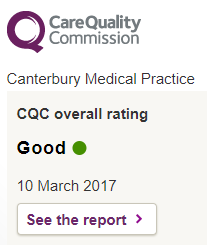 CareQuality
Commission
Canterbury Medical Practice
CQC overall rating
Good
10 March 2017
See the report